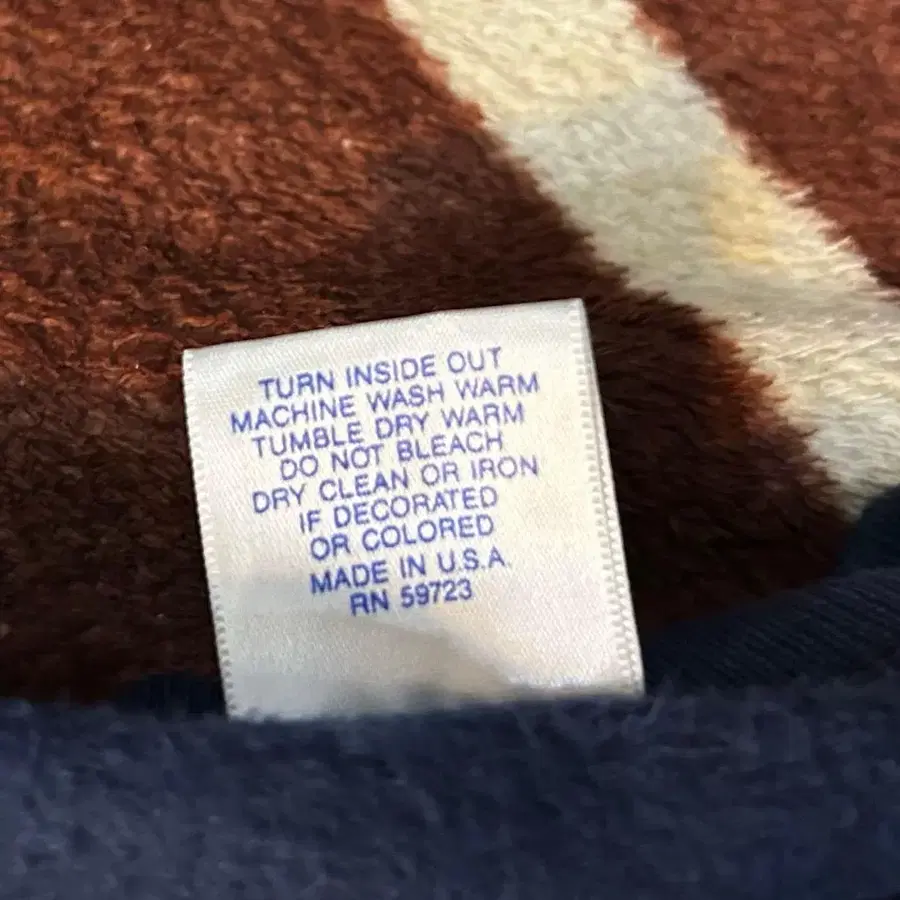 TURN INSIDE OUT
MACHINE WASH WARM
TUMBLE DRY WARM
DO NOT BLEACH
DRY CLEAN OR IRON
IF DECORATED
OR COLORED
MADE IN U.S.A.
RN 59723